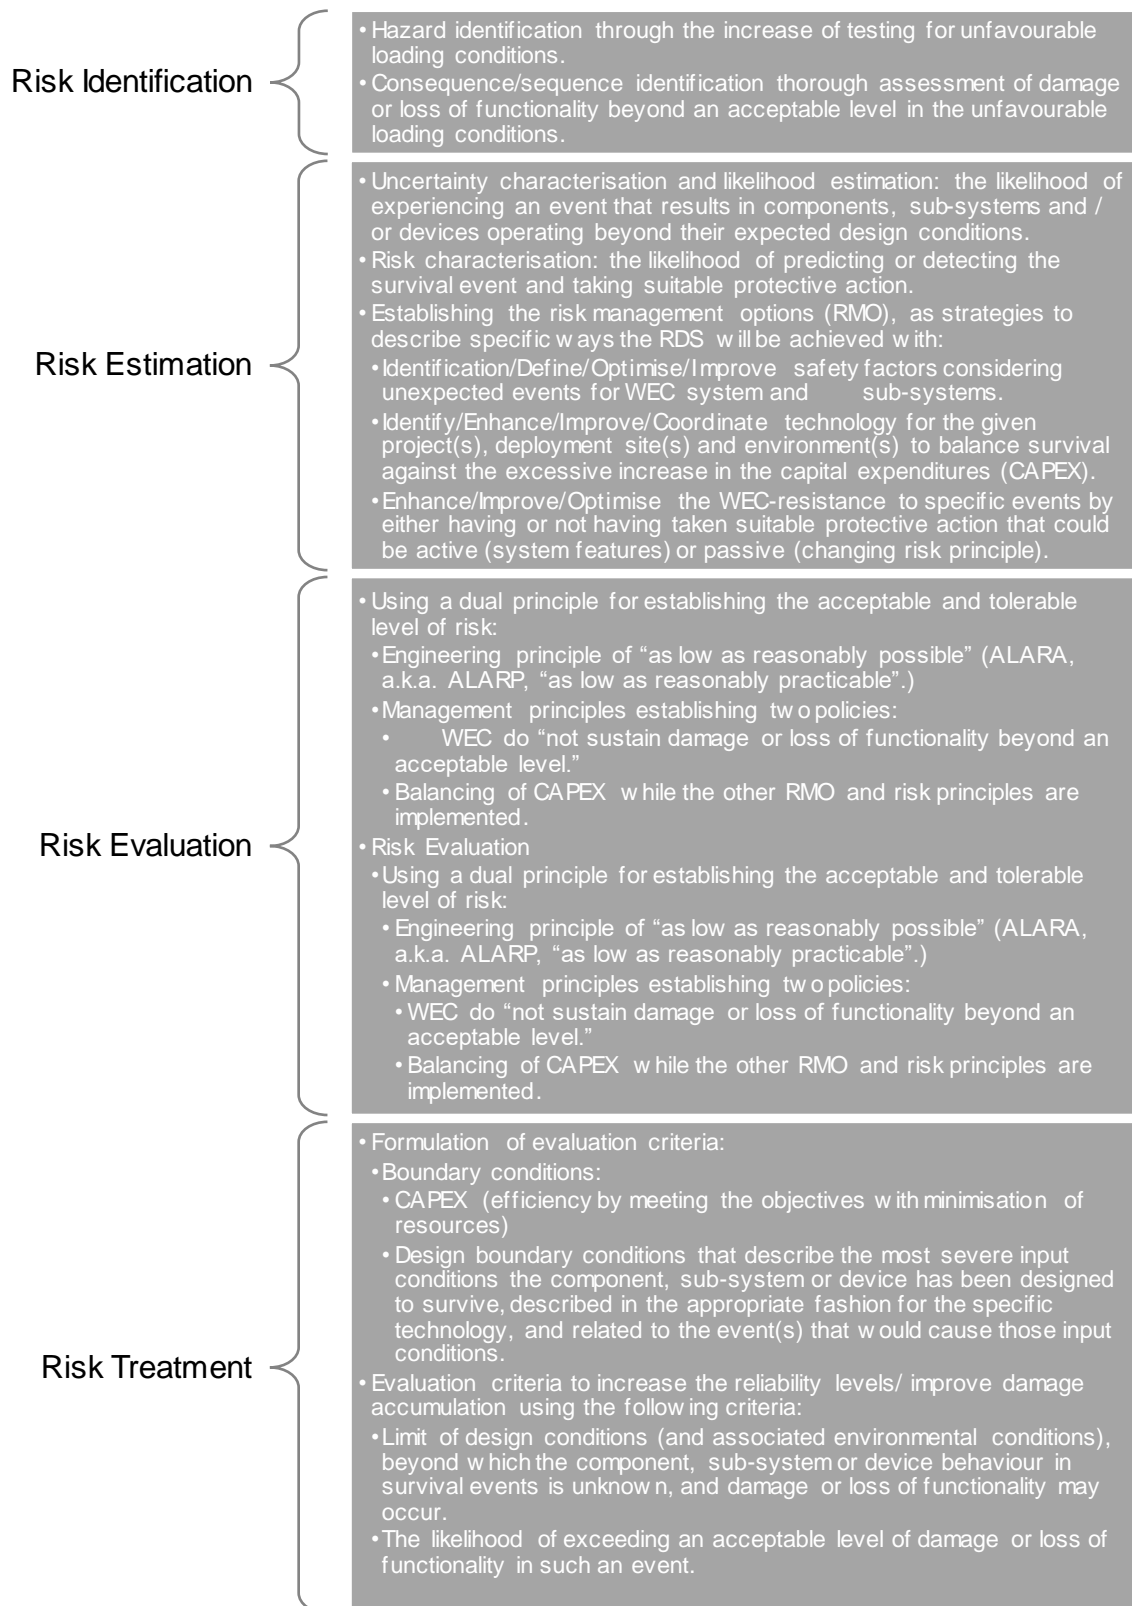 Risk Identification
• Hazard identification through the increase of testing for unfavourable
loading conditions.
• Consequence/sequence identification thorough assessment of damage
or loss of functionality beyond an acceptable level in the unfavourable
loading conditions.
Risk Estimation
• Uncertainty characterisation and likelihood estimation: the likelihood of
experiencing an event that results in components, sub-systems and /
or devices operating beyond their expected design conditions.
• Risk characterisation: the likelihood of predicting or detecting the
survival event and taking suitable protective action.
• Establishing the risk management options (RMO), as strategies to
describe specific ways the RDS will be achieved with:
• Identification/Define/Optimise/Improve safety factors considering
unexpected events for WEC system and sub-systems.
• Identify/Enhance/Improve/Coordinate technology for the given
project(s), deployment site(s) and environment(s) to balance survival
against the excessive increase in the capital expenditures (CAPEX).
• Enhance/Improve/Optimise the WEC-resistance to specific events by
either having or not having taken suitable protective action that could
be active (system features) or passive (changing risk principle).
Risk Evaluation
• Using a dual principle for establishing the acceptable and tolerable
level of risk:
• Engineering principle of “as low as reasonably possible” (ALARA,
a.k.a. ALARP, “as low as reasonably practicable”.)
• Management principles establishing two policies:
• WEC do “not sustain damage or loss of functionality beyond an
acceptable level.”
• Balancing of CAPEX while the other RMO and risk principles are
implemented.
• Risk Evaluation
• Using a dual principle for establishing the acceptable and tolerable
level of risk:
• Engineering principle of “as low as reasonably possible” (ALARA,
a.k.a. ALARP, “as low as reasonably practicable”.)
• Management principles establishing two policies:
• WEC do “not sustain damage or loss of functionality beyond an
acceptable level.”
• Balancing of CAPEX while the other RMO and risk principles are
implemented.
Risk Treatment
• Formulation of evaluation criteria:
• Boundary conditions:
• CAPEX (efficiency by meeting the objectives with minimisation of
resources)
• Design boundary conditions that describe the most severe input
conditions the component, sub-system or device has been designed
to survive, described in the appropriate fashion for the specific
technology, and related to the event(s) that would cause those input
conditions.
• Evaluation criteria to increase the reliability levels/ improve damage
accumulation using the following criteria:
• Limit of design conditions (and associated environmental conditions),
beyond which the component, sub-system or device behaviour in
survival events is unknown, and damage or loss of functionality may
occur.
• The likelihood of exceeding an acceptable level of damage or loss of
functionality in such an event.